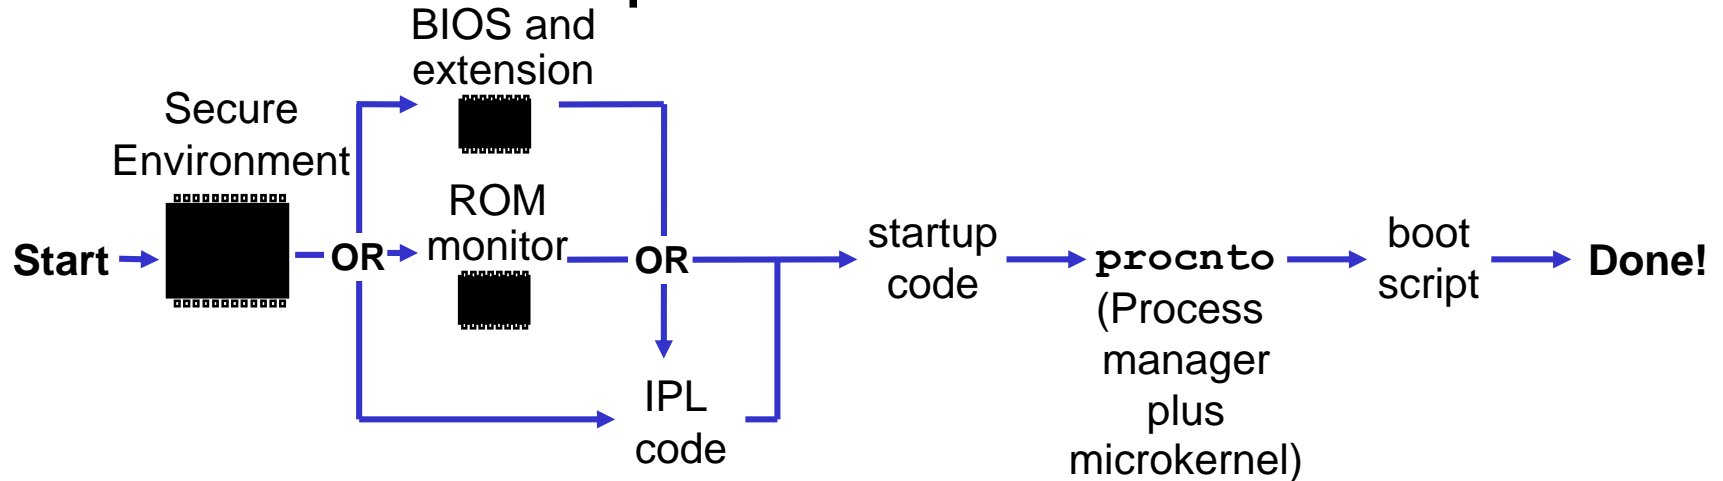 BIOS and
extension
Secure
Environment
ROM
monitor
Start
OR
OR
startup
code
procnto
(Process
manager
plus
microkernel)
boot
script
Done!
IPL
code